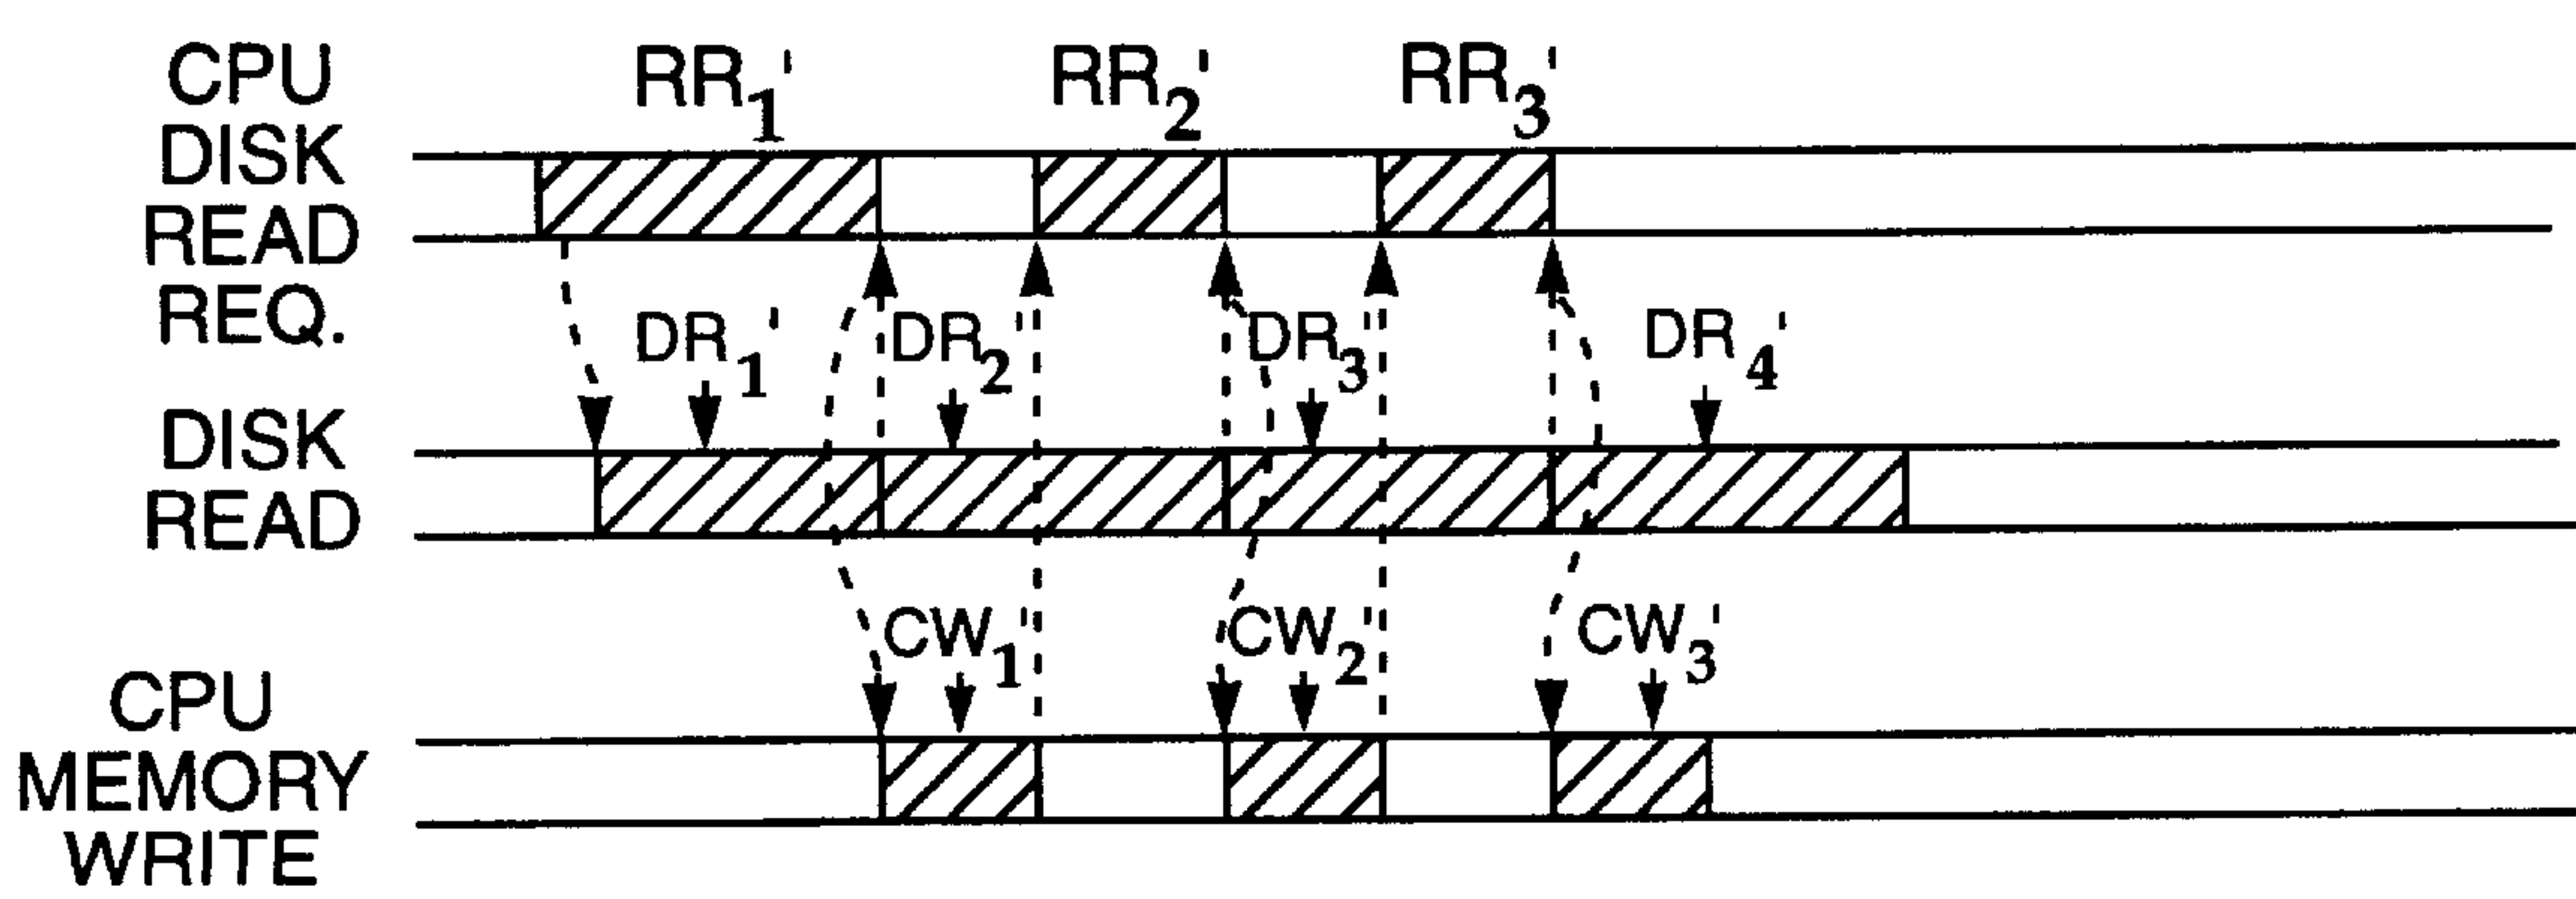 CPU
DISK
READ
REQ.
RR₁' RR₂' RR₃'
DR₁' DR₂' DR₃' DR₄'
DISK
READ
CW₁' CW₂' CW₃'
CPU
MEMORY
WRITE